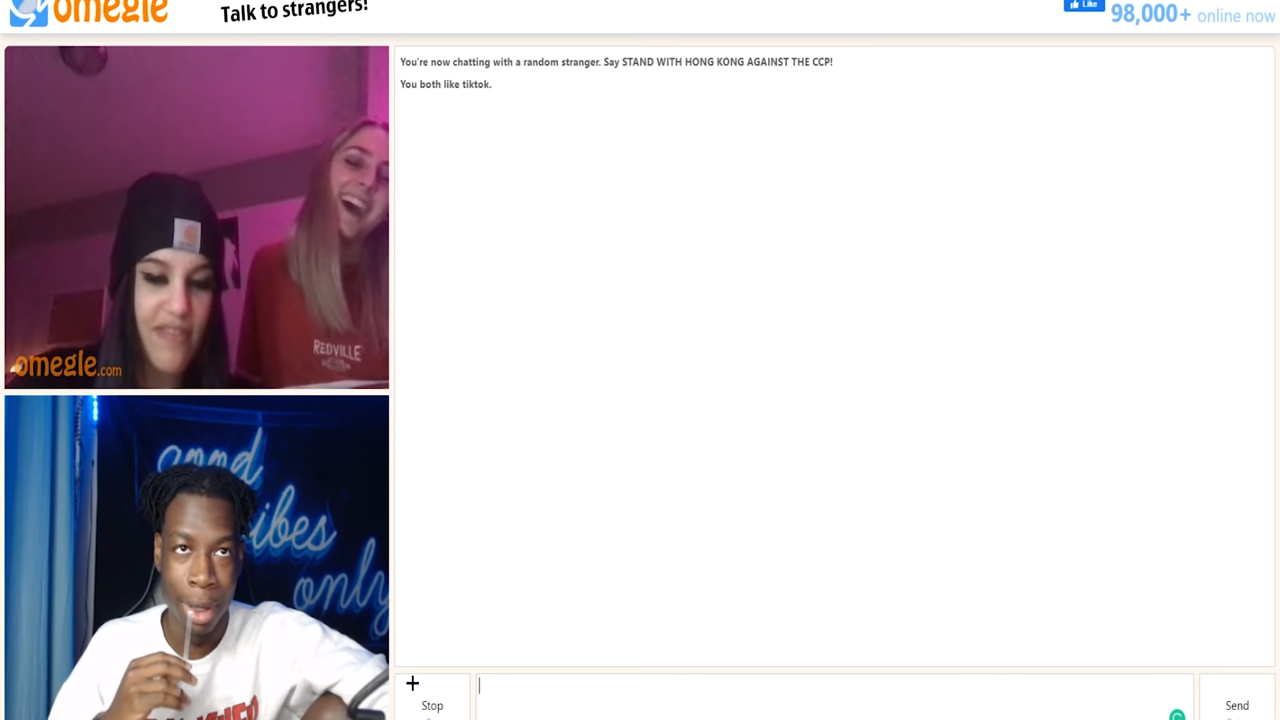 omegle
Talk to strangers!
Like
98,000+ online now
You're now chatting with a random stranger. Say STAND WITH HONG KONG AGAINST THE CCP!
You both like tiktok.
REDVILLE
omegle.com
good
vibes
only
Stop
Send